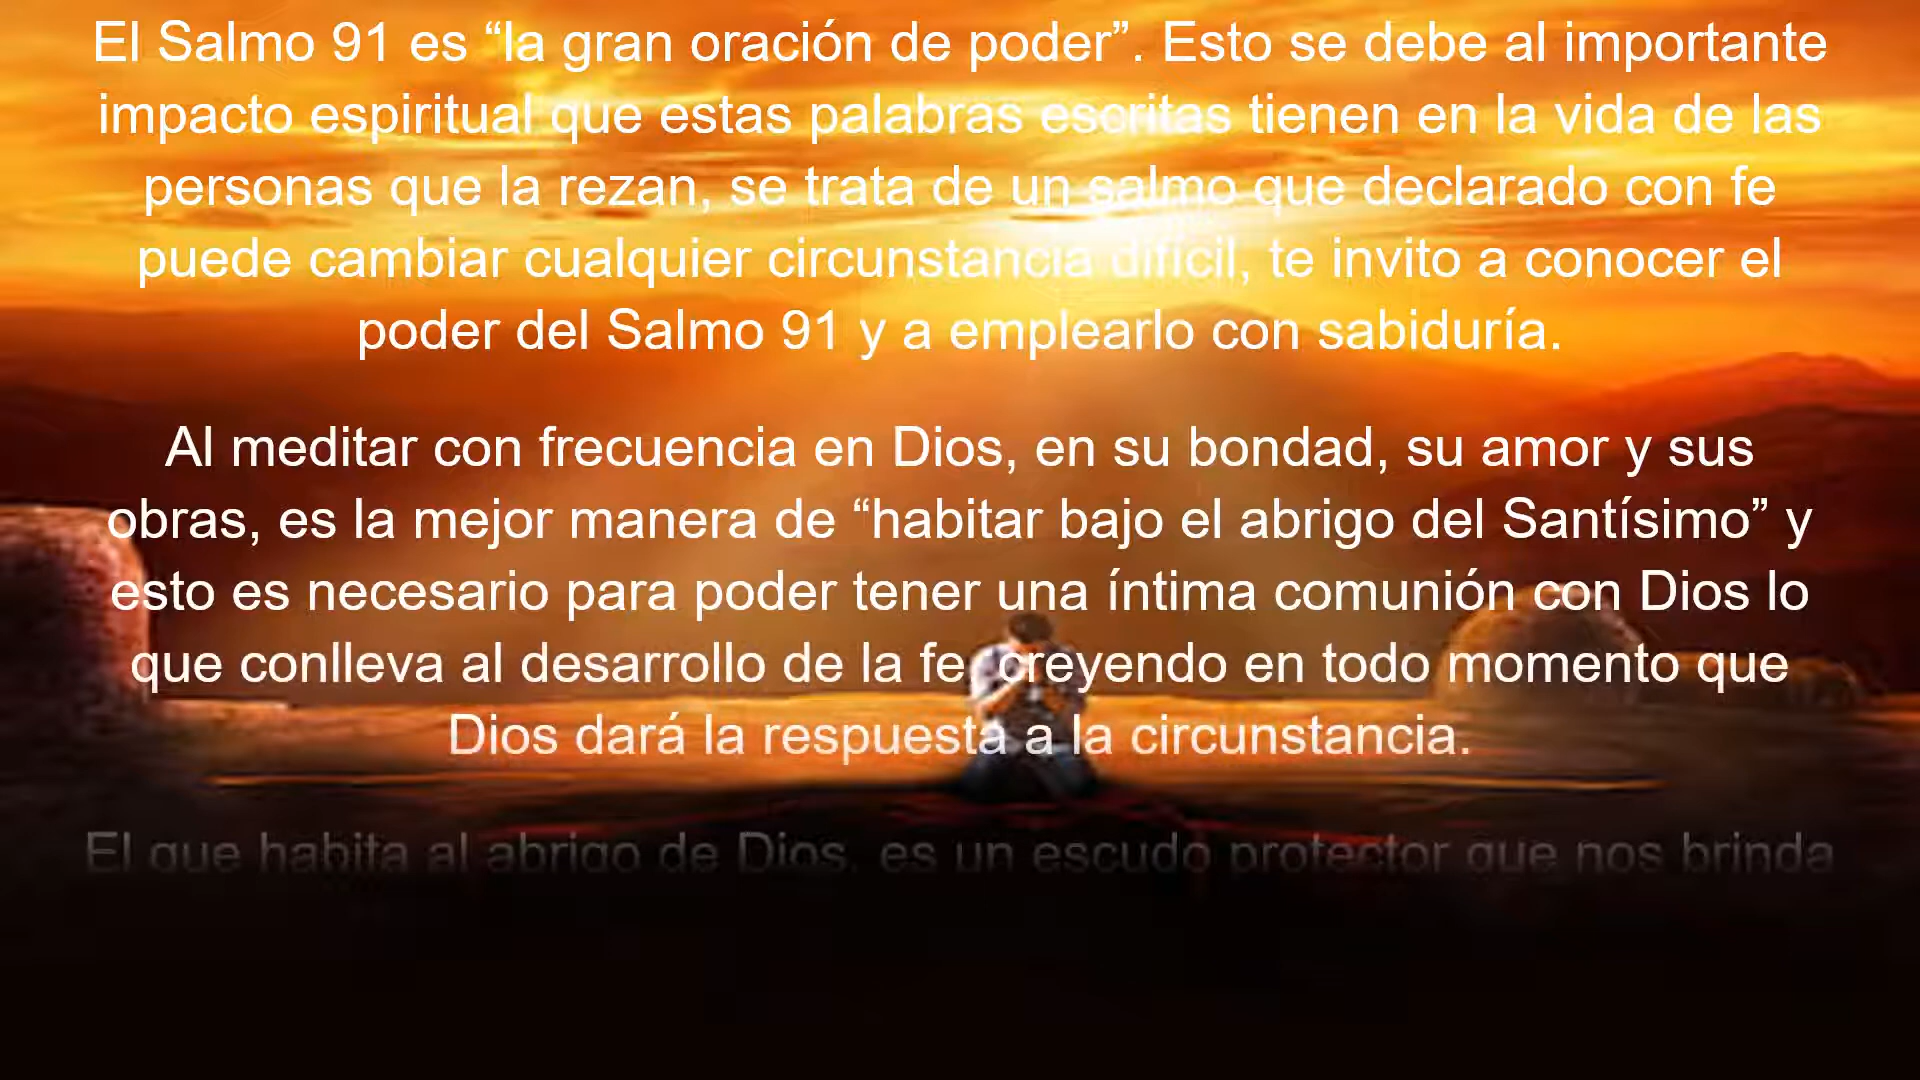 El Salmo 91 es “la gran oración de poder”. Esto se debe al importante
impacto espiritual que estas palabras escritas tienen en la vida de las
personas que la rezan, se trata de un salmo que declarado con fe
puede cambiar cualquier circunstancia difícil, te invito a conocer el
poder del Salmo 91 y a emplearlo con sabiduría.
Al meditar con frecuencia en Dios, en su bondad, su amor y sus
obras, es la mejor manera de “habitar bajo el abrigo del Santísimo” y
esto es necesario para poder tener una íntima comunión con Dios lo
que conlleva al desarrollo de la fe, creyendo en todo momento que
Dios dará la respuesta a la circunstancia.
El que habita al abrigo de Dios, es un escudo protector que nos brinda